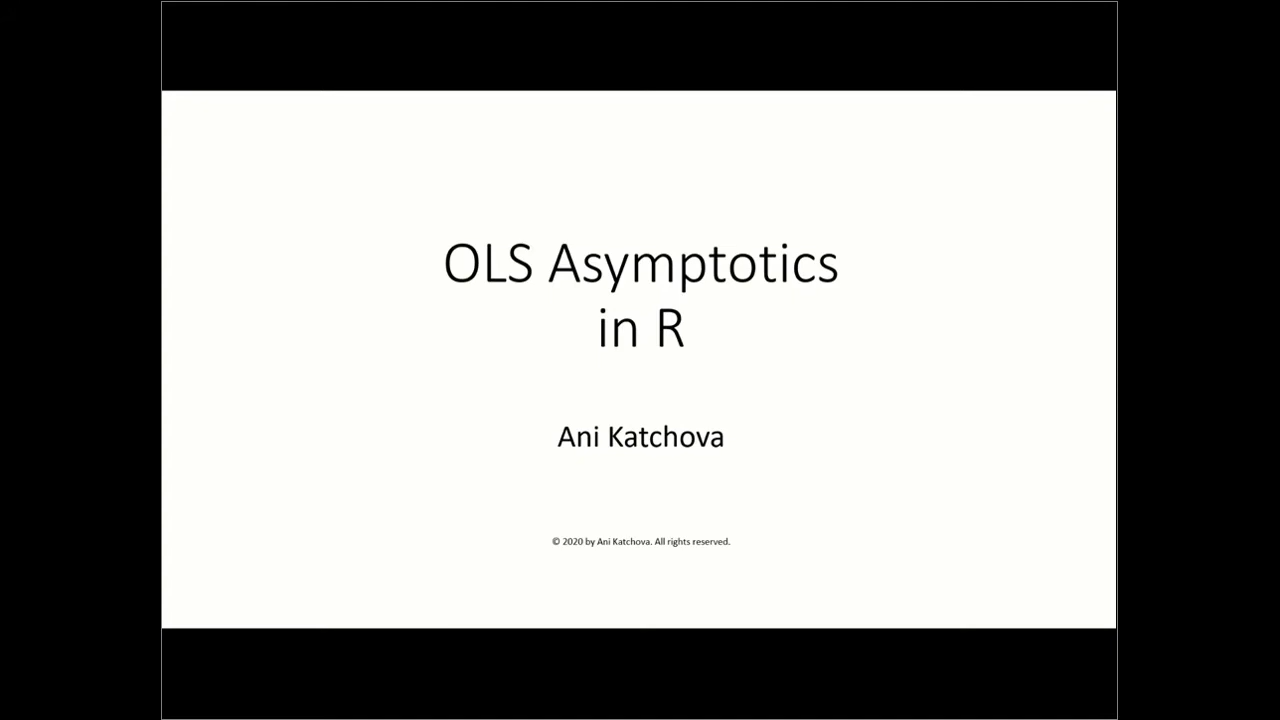 OLS Asymptotics
in R
Ani Katchova
© 2020 by Ani Katchova. All rights reserved.